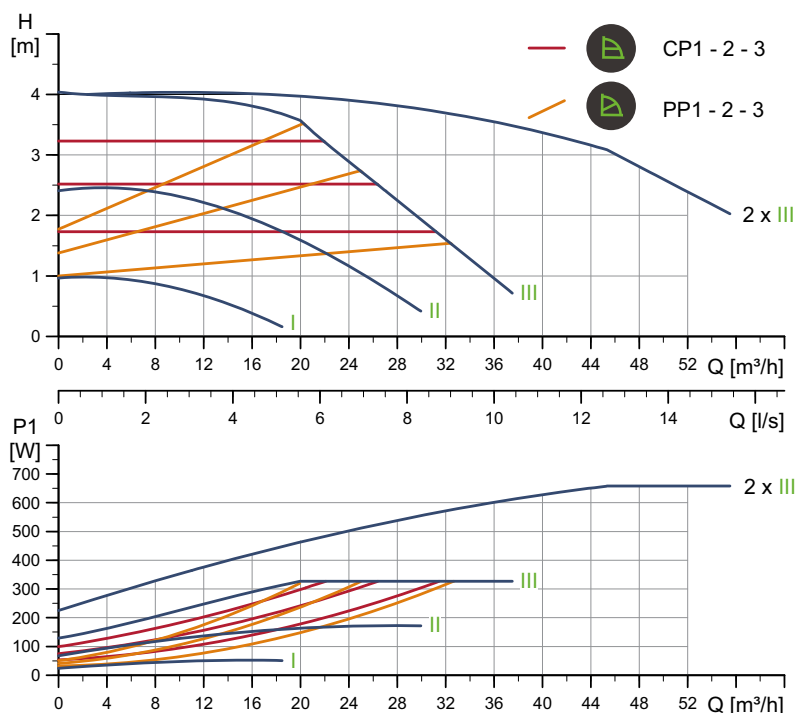 H
[m]
CP1 - 2 - 3
PP1 - 2 - 3
4
3
2
1
0
2 x III
III
II
I
0 4 8 12 16 20 24 28 32 36 40 44 48 52 Q [m³/h]
0 2 4 6 8 10 12 14 Q [l/s]
P1
[W]
700
600
500
400
300
200
100
0
2 x III
III
II
I
0 4 8 12 16 20 24 28 32 36 40 44 48 52 Q [m³/h]